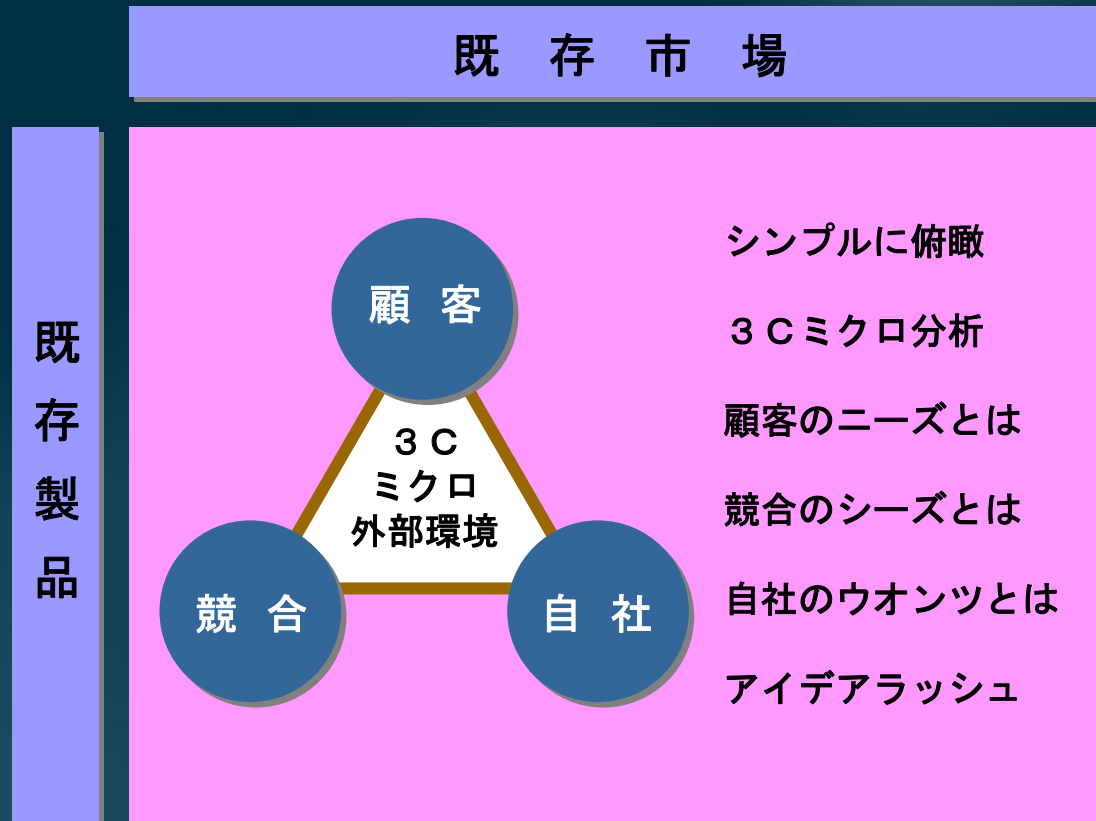 既 存 市 場
既存製品
顧 客
３Ｃ
ミクロ
外部環境
競 合
自 社
シンプルに俯瞰
３Ｃミクロ分析
顧客のニーズとは
競合のシーズとは
自社のウオンツとは
アイデアラッシュ